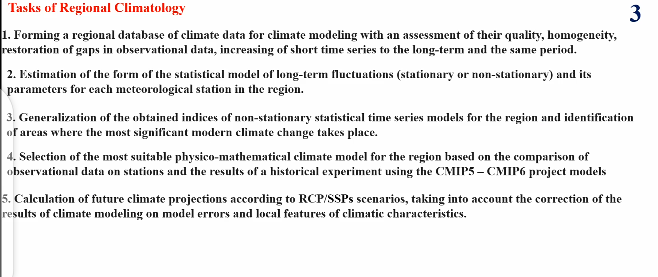 Tasks of Regional Climatology
3
1. Forming a regional database of climate data for climate modeling with an assessment of their quality, homogeneity,
restoration of gaps in observational data, increasing of short time series to the long-term and the same period.
2. Estimation of the form of the statistical model of long-term fluctuations (stationary or non-stationary) and its
parameters for each meteorological station in the region.
3. Generalization of the obtained indices of non-stationary statistical time series models for the region and identification
of areas where the most significant modern climate change takes place.
4. Selection of the most suitable physico-mathematical climate model for the region based on the comparison of
observational data on stations and the results of a historical experiment using the CMIP5 – CMIP6 project models
5. Calculation of future climate projections according to RCP/SSPs scenarios, taking into account the correction of the
results of climate modeling on model errors and local features of climatic characteristics.